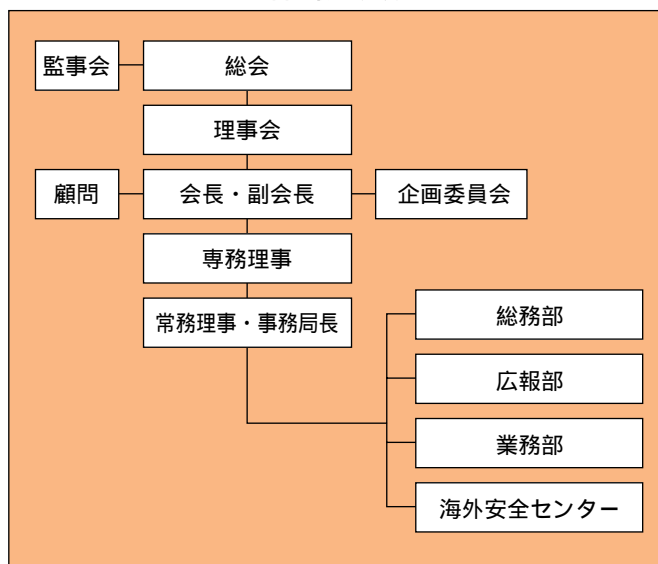 監事会
総会
理事会
顧問
会長・副会長
企画委員会
専務理事
常務理事・事務局長
総務部
広報部
業務部
海外安全センター